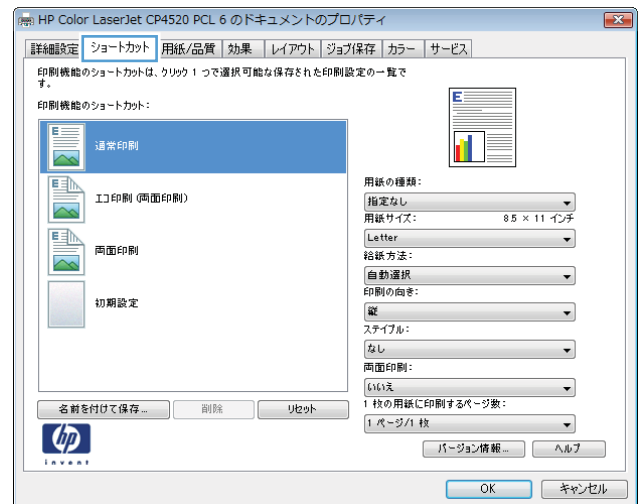 HP Color LaserJet CP4520 PCL 6 のドキュメントのプロパティ
詳細設定 ショートカット 用紙/品質 効果 レイアウト ジョブ保存 カラー サービス
印刷機能のショートカットは、クリック 1 つで選択可能な保存された印刷設定の一覧で
す。
印刷機能のショートカット:
E
通常印刷
E
エコ印刷 (両面印刷)
E
両面印刷
初期設定
名前を付けて保存...
削除
リセット
E
用紙の種類:
指定なし
用紙サイズ: 8.5 × 11 インチ
Letter
給紙方法:
自動選択
印刷の向き:
縦
ステイプル:
なし
両面印刷:
いいえ
1 枚の用紙に印刷するページ数:
1 ページ/1 枚
hp
invent
バージョン情報...
ヘルプ
OK
キャンセル